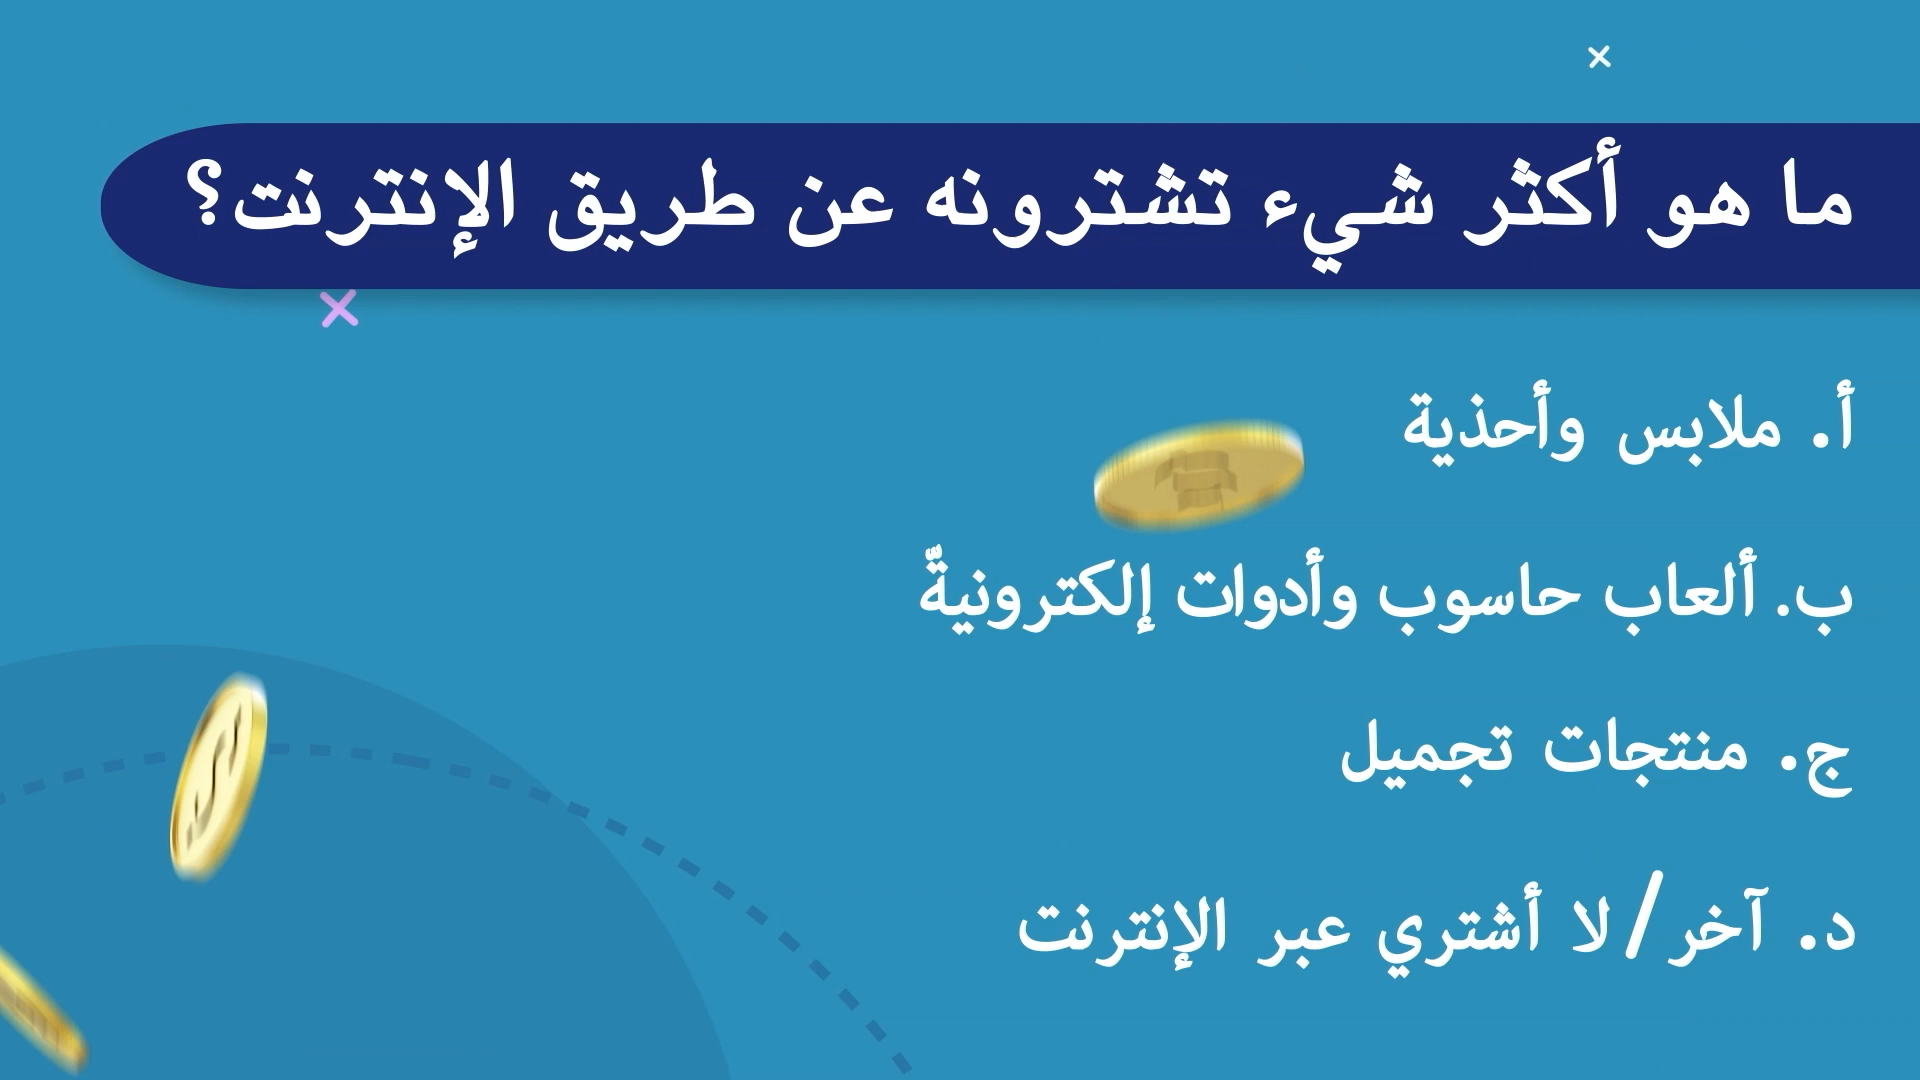 ما هو أكثر شيء تشترونه عن طريق الإنترنت؟
أ. ملابس وأحذية
ب. ألعاب حاسوب وأدوات إلكترونيةّ
ج. منتجات تجميل
د. آخر/لا أشتري عبر الإنترنت